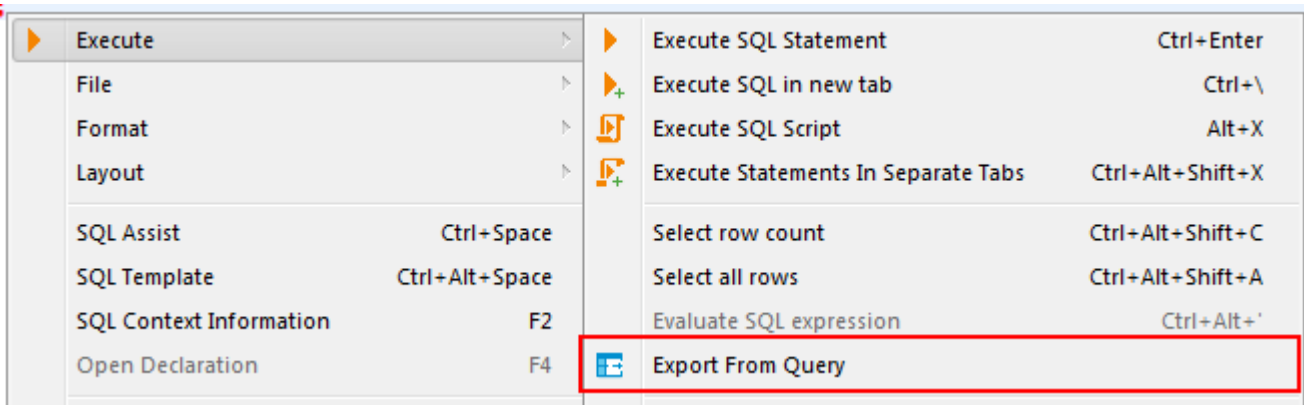 Execute
File
Format
Layout
SQL Assist Ctrl+Space
SQL Template Ctrl+Alt+Space
SQL Context Information F2
Open Declaration F4
Execute SQL Statement Ctrl+Enter
Execute SQL in new tab Ctrl+\
Execute SQL Script Alt+X
Execute Statements In Separate Tabs Ctrl+Alt+Shift+X
Select row count Ctrl+Alt+Shift+C
Select all rows Ctrl+Alt+Shift+A
Evaluate SQL expression Ctrl+Alt+'
Export From Query